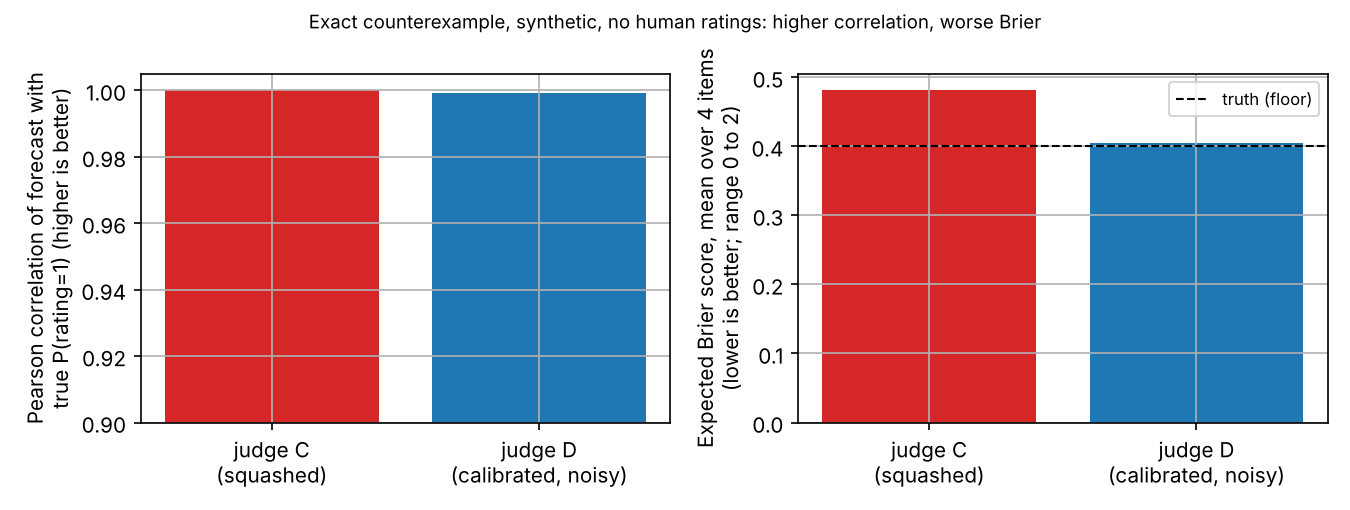 Exact counterexample, synthetic, no human ratings: higher correlation, worse Brier
Pearson correlation of forecast with
true P(rating=1) (higher is better)
1.00
0.98
0.96
0.94
0.92
0.90
judge C
(squashed)
judge D
(calibrated, noisy)
Expected Brier score, mean over 4 items
(lower is better; range 0 to 2)
0.5
0.4
0.3
0.2
0.1
0.0
truth (floor)
judge C
(squashed)
judge D
(calibrated, noisy)